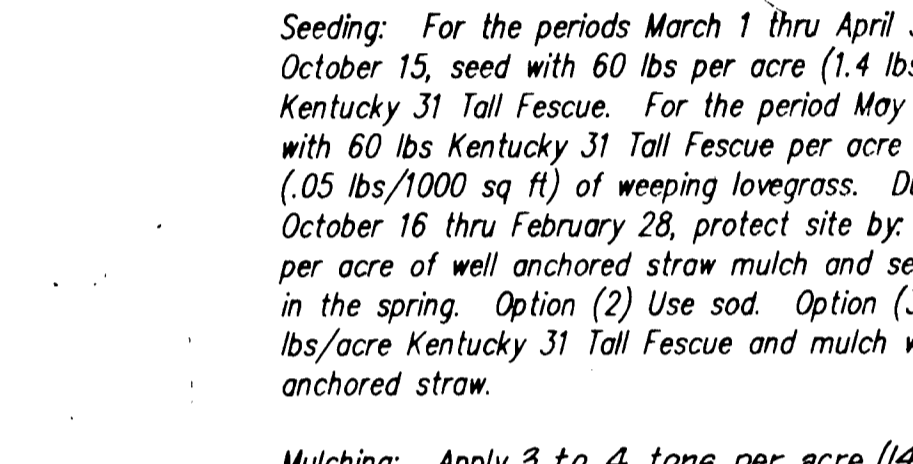 Seeding: For the periods March 1 thru April
October 15, seed with 60 lbs per acre (1.4 lbs
Kentucky 31 Tall Fescue. For the period May
with 60 lbs Kentucky 31 Tall Fescue per acre
(.05 lbs/1000 sq ft) of weeping lovegrass.
October 16 thru February 28, protect site by:
per acre of well anchored straw mulch and
in the spring. Option (2) Use sod. Option
lbs/acre Kentucky 31 Tall Fescue and mulch
anchored straw.
Mulching: Apply 3 to 4 tons per acre